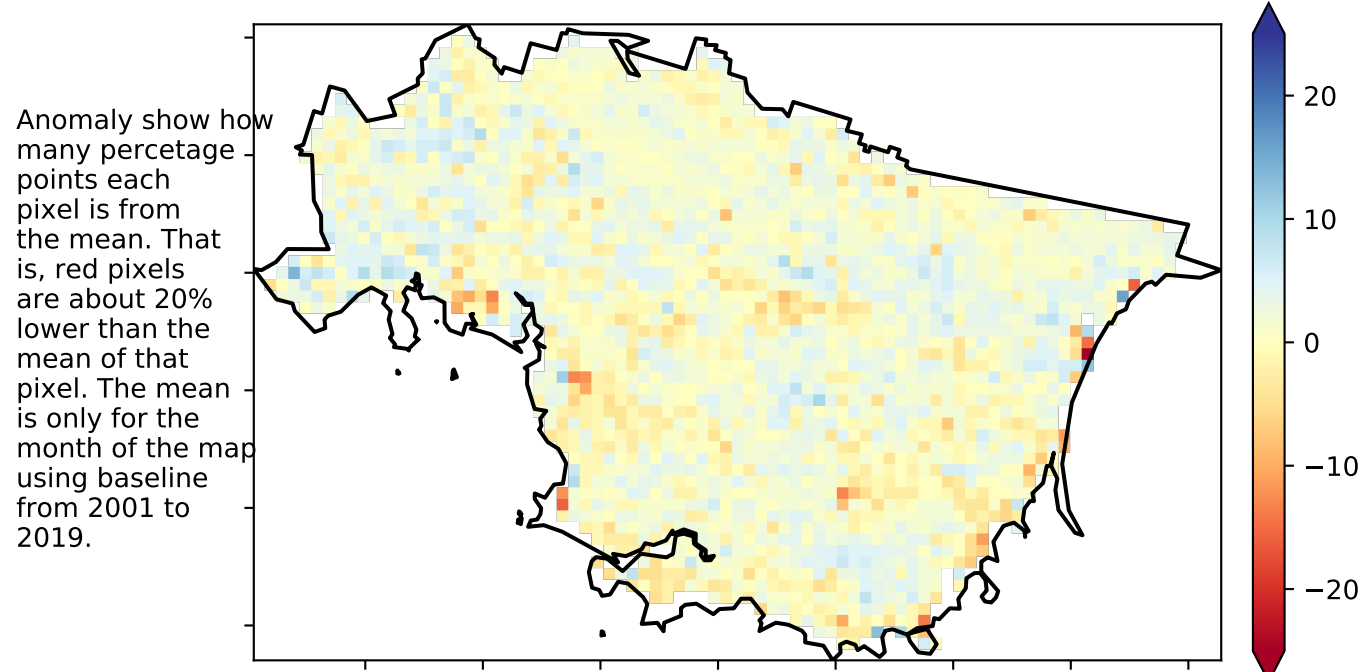 Anomaly show how
many percetage
points each
pixel is from
the mean. That
is, red pixels
are about 20%
lower than the
mean of that
pixel. The mean
is only for the
month of the map
using baseline
from 2001 to
2019.
20
10
0
−10
−20